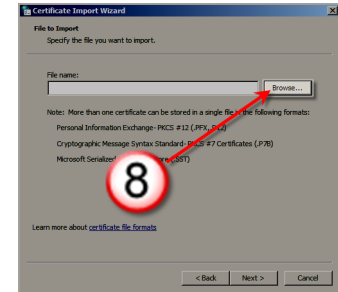 Certificate Import Wizard
File to Import
Specify the file you want to import.
File name:
Browse...
Note: More than one certificate can be stored in a single file in the following formats:
Personal Information Exchange- PKCS #12 (.PFX,.P12)
Cryptographic Message Syntax Standard- PKCS #7 Certificates (.P7B)
Microsoft Serialized (.SST)
8
Learn more about certificate file formats
< Back Next > Cancel